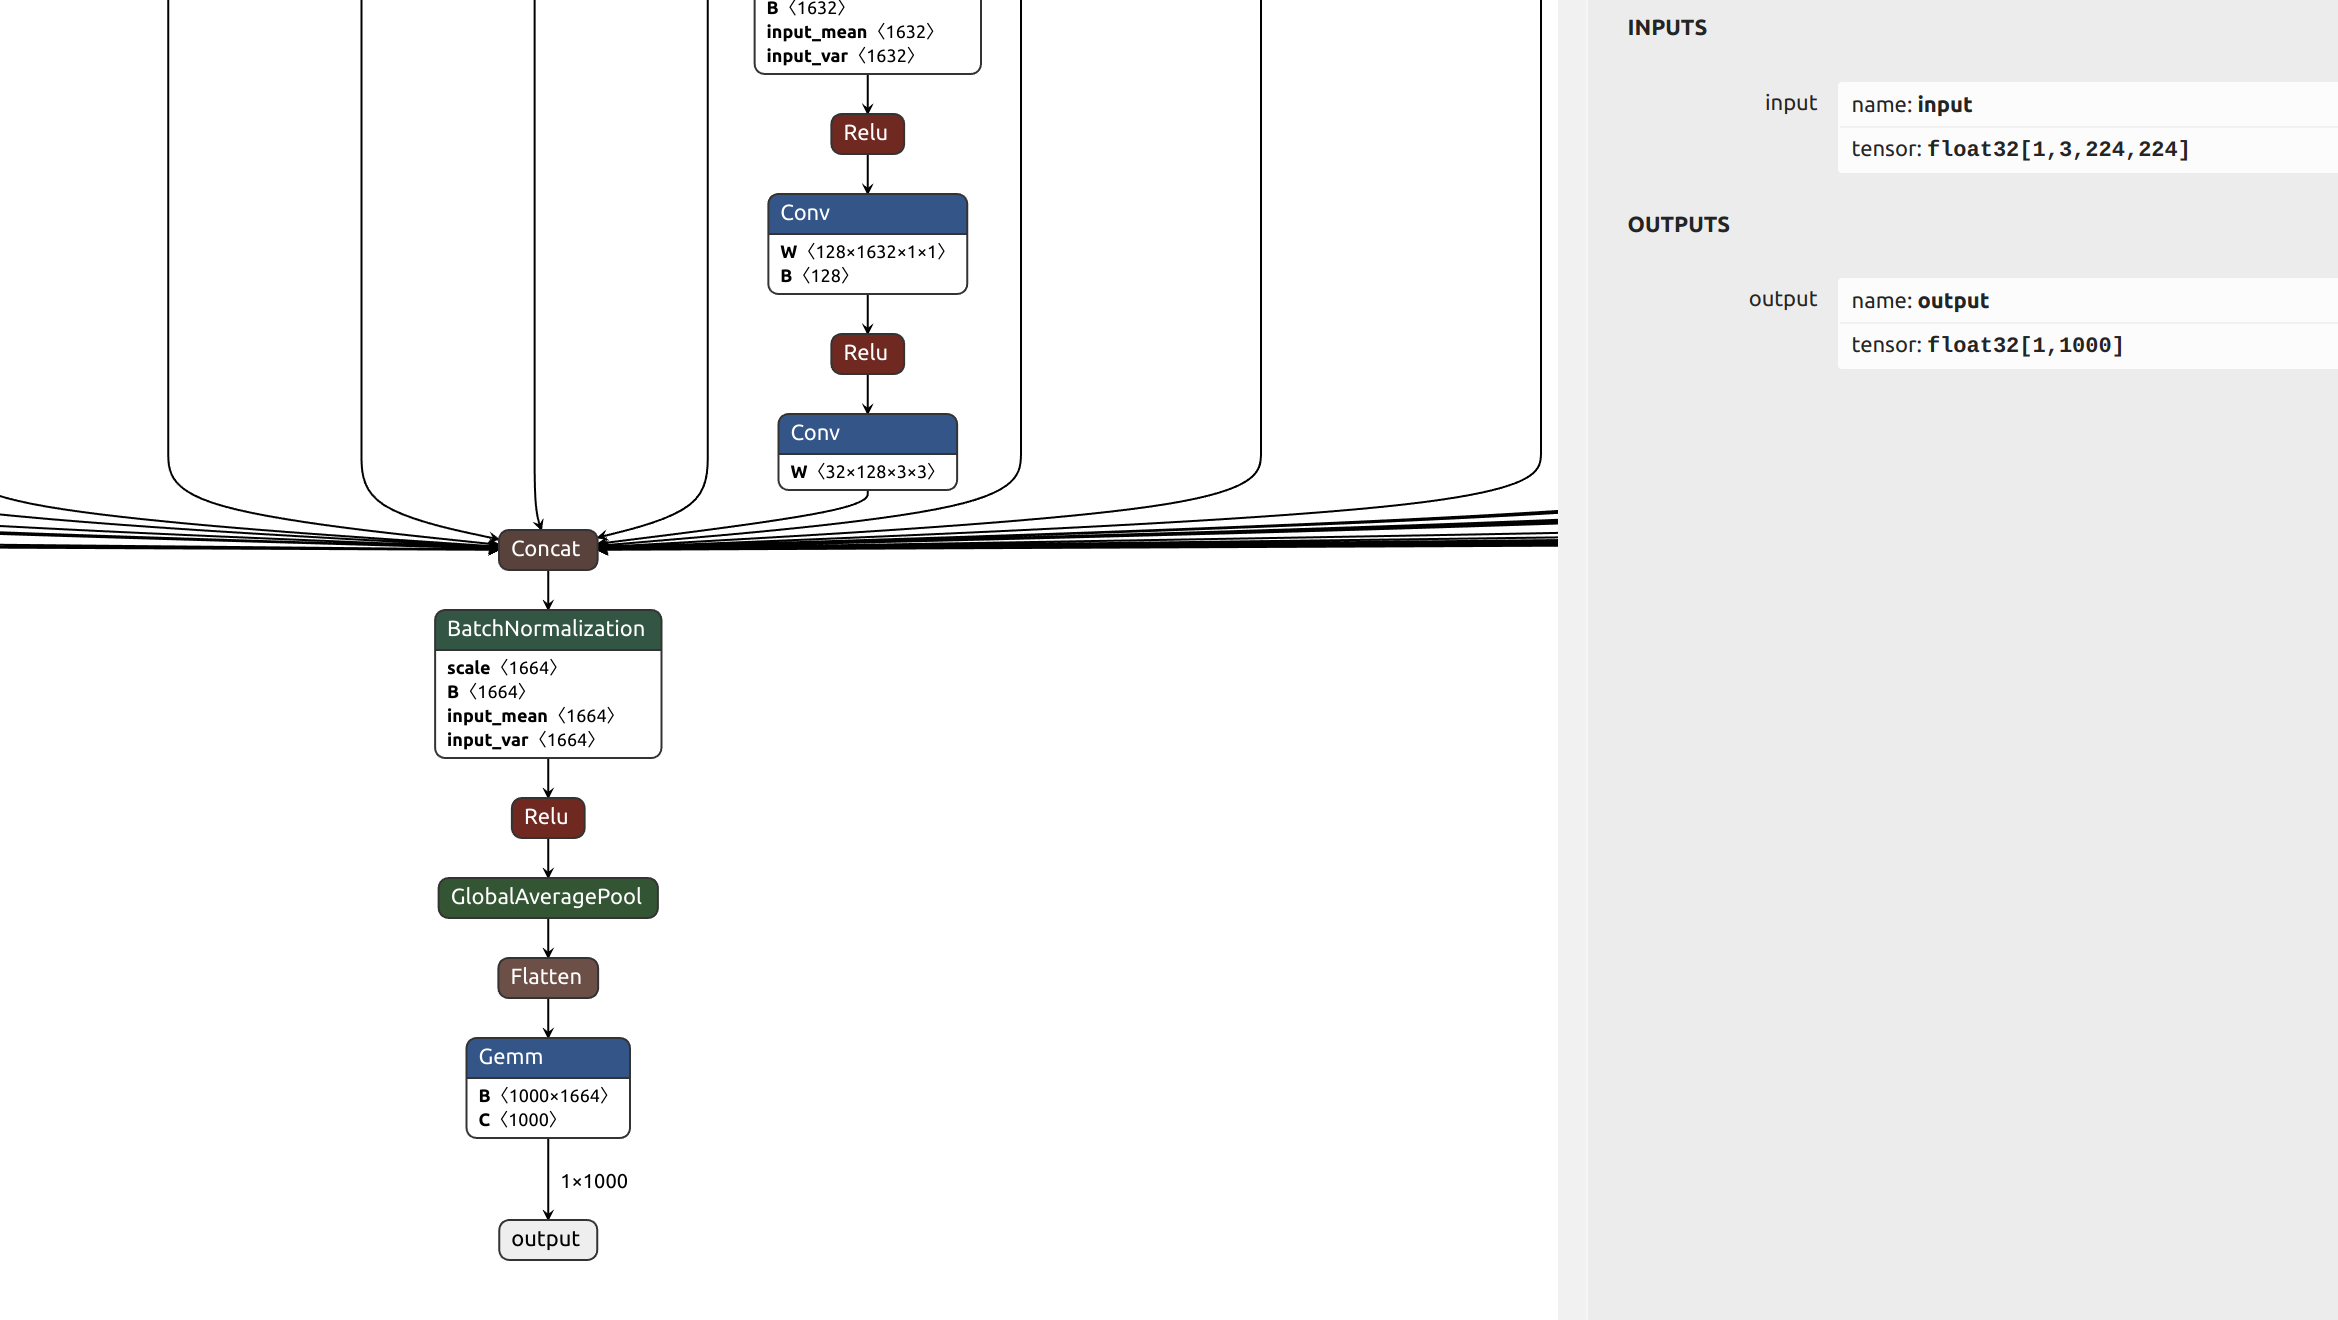 B 〈1632〉
input_mean 〈1632〉
input_var 〈1632〉
Relu
Conv
W 〈128×1632×1×1〉
B 〈128〉
Relu
Conv
W 〈32×128×3×3〉
Concat
BatchNormalization
scale 〈1664〉
B 〈1664〉
input_mean 〈1664〉
input_var 〈1664〉
Relu
GlobalAveragePool
Flatten
Gemm
B 〈1000×1664〉
C 〈1000〉
1×1000
output
INPUTS
input
name: input
tensor: float32[1,3,224,224]
OUTPUTS
output
name: output
tensor: float32[1,1000]